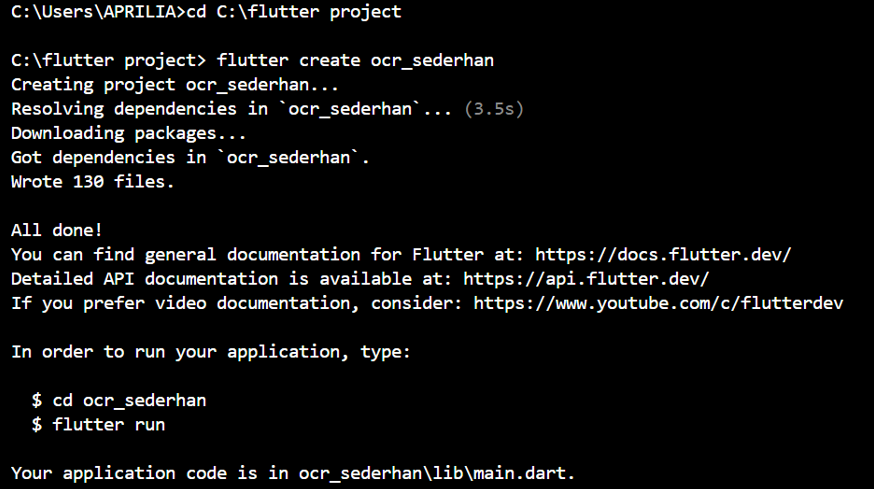 C:\Users\APRILIA>cd C:\flutter project
C:\flutter project> flutter create ocr_sederhan
Creating project ocr_sederhan...
Resolving dependencies in `ocr_sederhan`... (3.5s)
Downloading packages...
Got dependencies in `ocr_sederhan`.
Wrote 130 files.
All done!
You can find general documentation for Flutter at: https://docs.flutter.dev/
Detailed API documentation is available at: https://api.flutter.dev/
If you prefer video documentation, consider: https://www.youtube.com/c/flutterdev
In order to run your application, type:
$ cd ocr_sederhan
$ flutter run
Your application code is in ocr_sederhan\lib\main.dart.